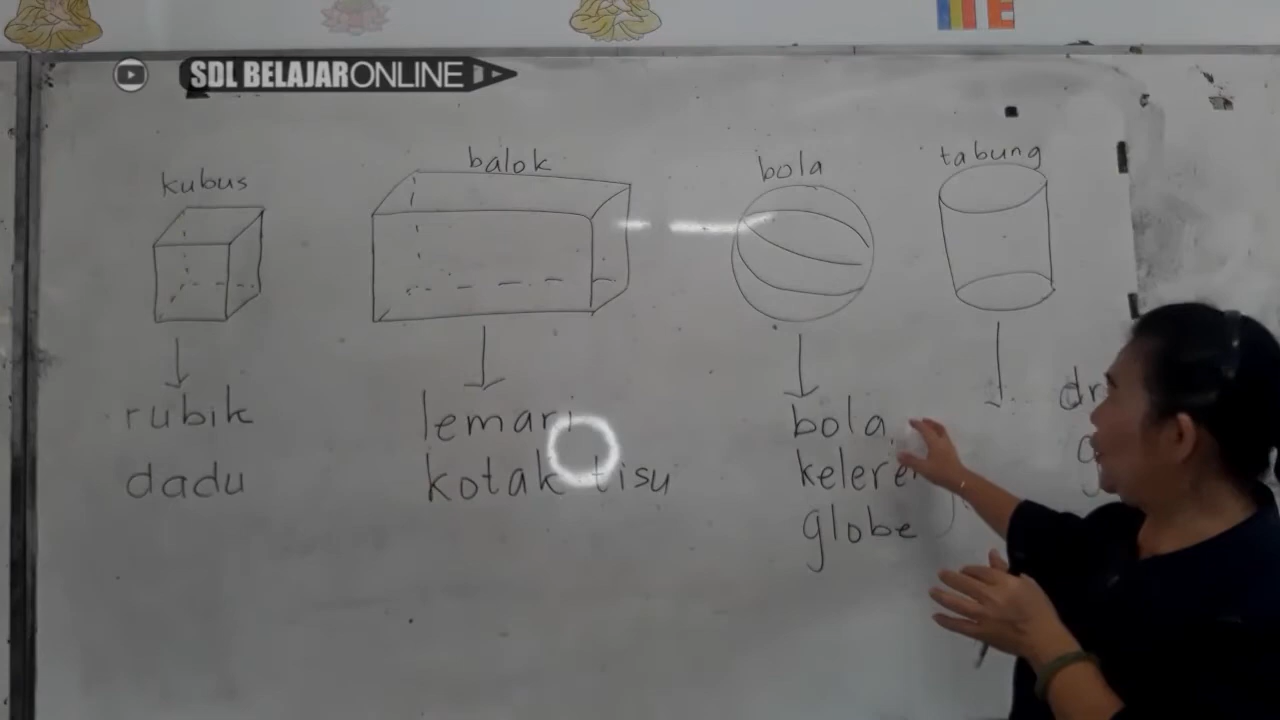 SDL BELAJARONLINE
kubus
balok
bola
tabung
rubik
dadu
lemari
kotak tisu
bola
globe